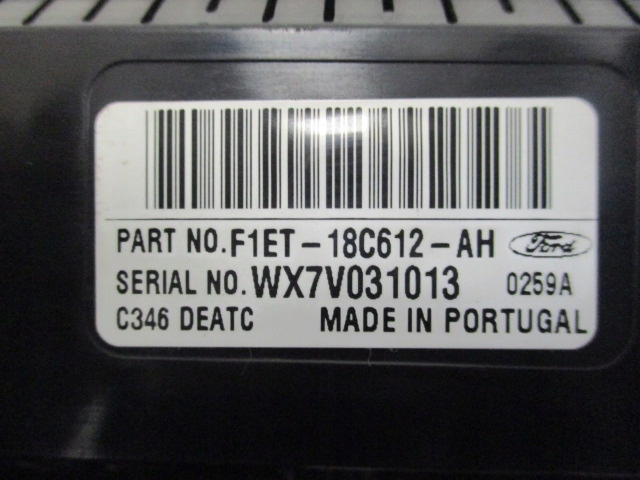 PART NO. F1ET-18C612-AH Ford
SERIAL NO. WX7V031013 0259A
C346 DEATC MADE IN PORTUGAL